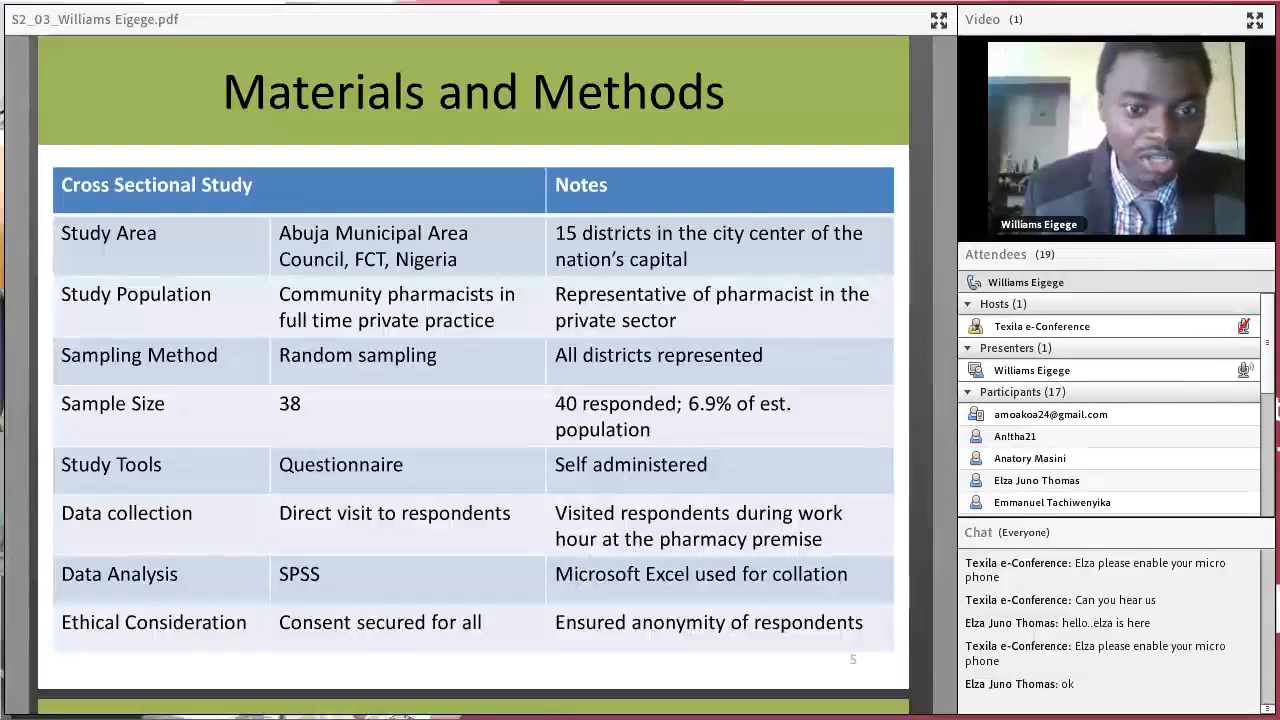 S2_03_Williams Eigege.pdf
Materials and Methods
Cross Sectional Study
Notes
Study Area
Abuja Municipal Area
Council, FCT, Nigeria
15 districts in the city center of the
nation's capital
Study Population
Community pharmacists in
full time private practice
Representative of pharmacist in the
private sector
Sampling Method
Random sampling
All districts represented
Sample Size
38
40 responded; 6.9% of est.
population
Study Tools
Questionnaire
Self administered
Data collection
Direct visit to respondents
Visited respondents during work
hour at the pharmacy premise
Data Analysis
SPSS
Microsoft Excel used for collation
Ethical Consideration
Consent secured for all
Ensured anonymity of respondents
5
Video (1)
Williams Eigege
Attendees (19)
Williams Eigege
Hosts (1)
Texila e-Conference
Presenters (1)
Williams Eigege
Participants (17)
amoakoa24@gmail.com
An!tha21
Anatory Masini
Elza Juno Thomas
Emmanuel Tachiwenyika
Chat (Everyone)
Texila e-Conference: Elza please enable your micro
phone
Texila e-Conference: Can you hear us
Elza Juno Thomas: hello..elza is here
Texila e-Conference: Elza please enable your micro
phone
Elza Juno Thomas: ok